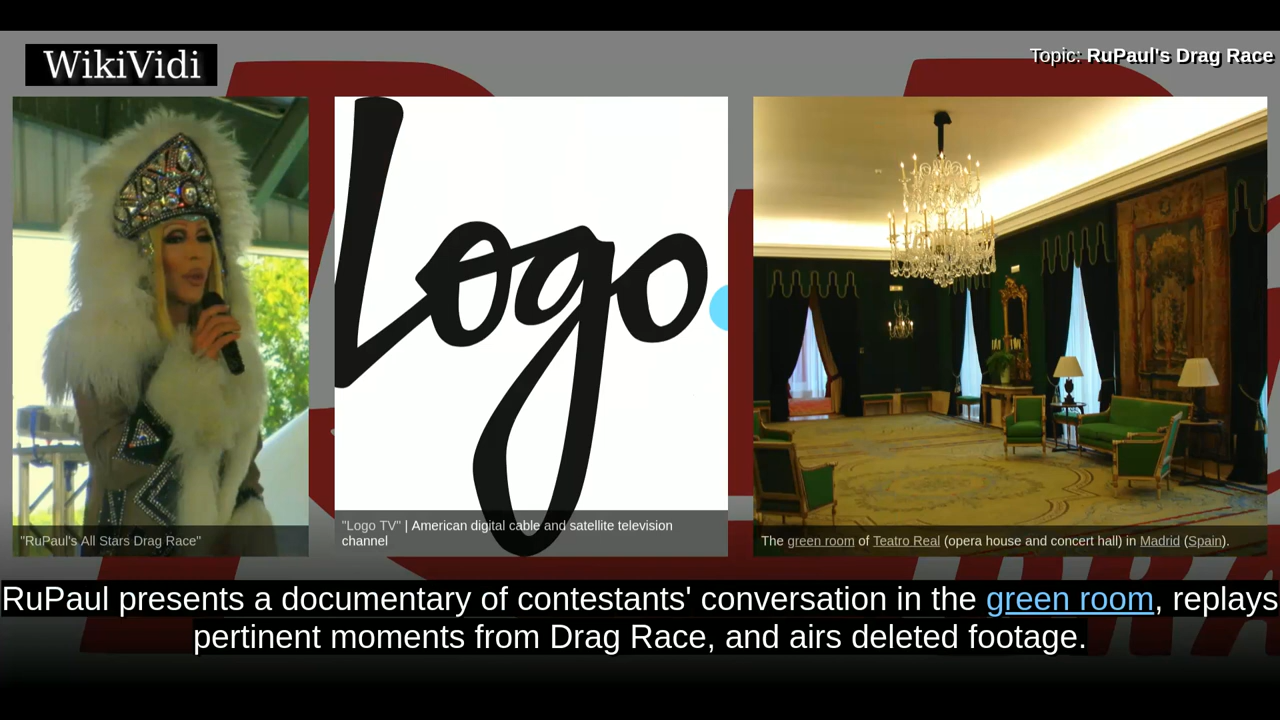 WikiVidi
Topic: RuPaul's Drag Race
Logo.
"RuPaul's All Stars Drag Race"
"Logo TV" | American digital cable and satellite television
channel
The green room of Teatro Real (opera house and concert hall) in Madrid (Spain).
RuPaul presents a documentary of contestants' conversation in the green room, replays
pertinent moments from Drag Race, and airs deleted footage.